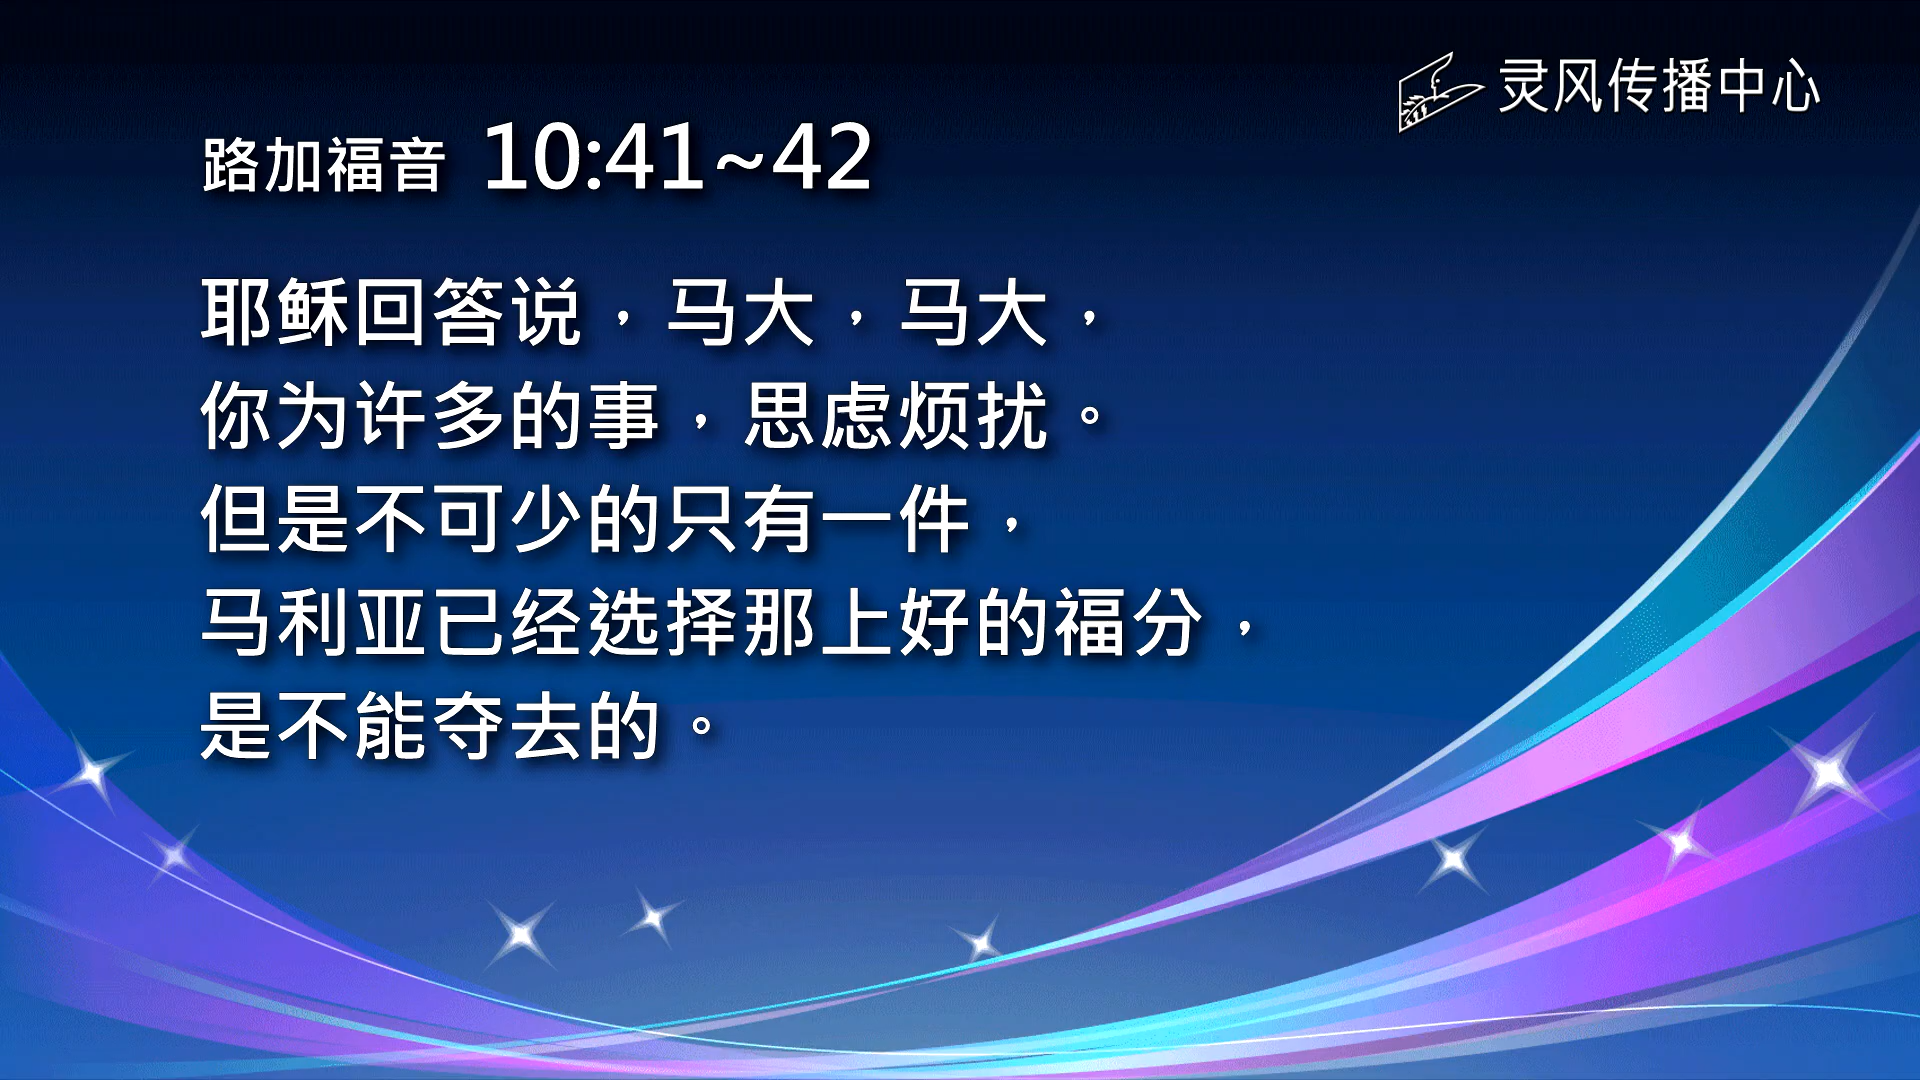 灵风传播中心
路加福音 10:41~42
耶稣回答说，马大，马大，
你为许多的事，思虑烦扰。
但是不可少的只有一件，
马利亚已经选择那上好的福分，
是不能夺去的。